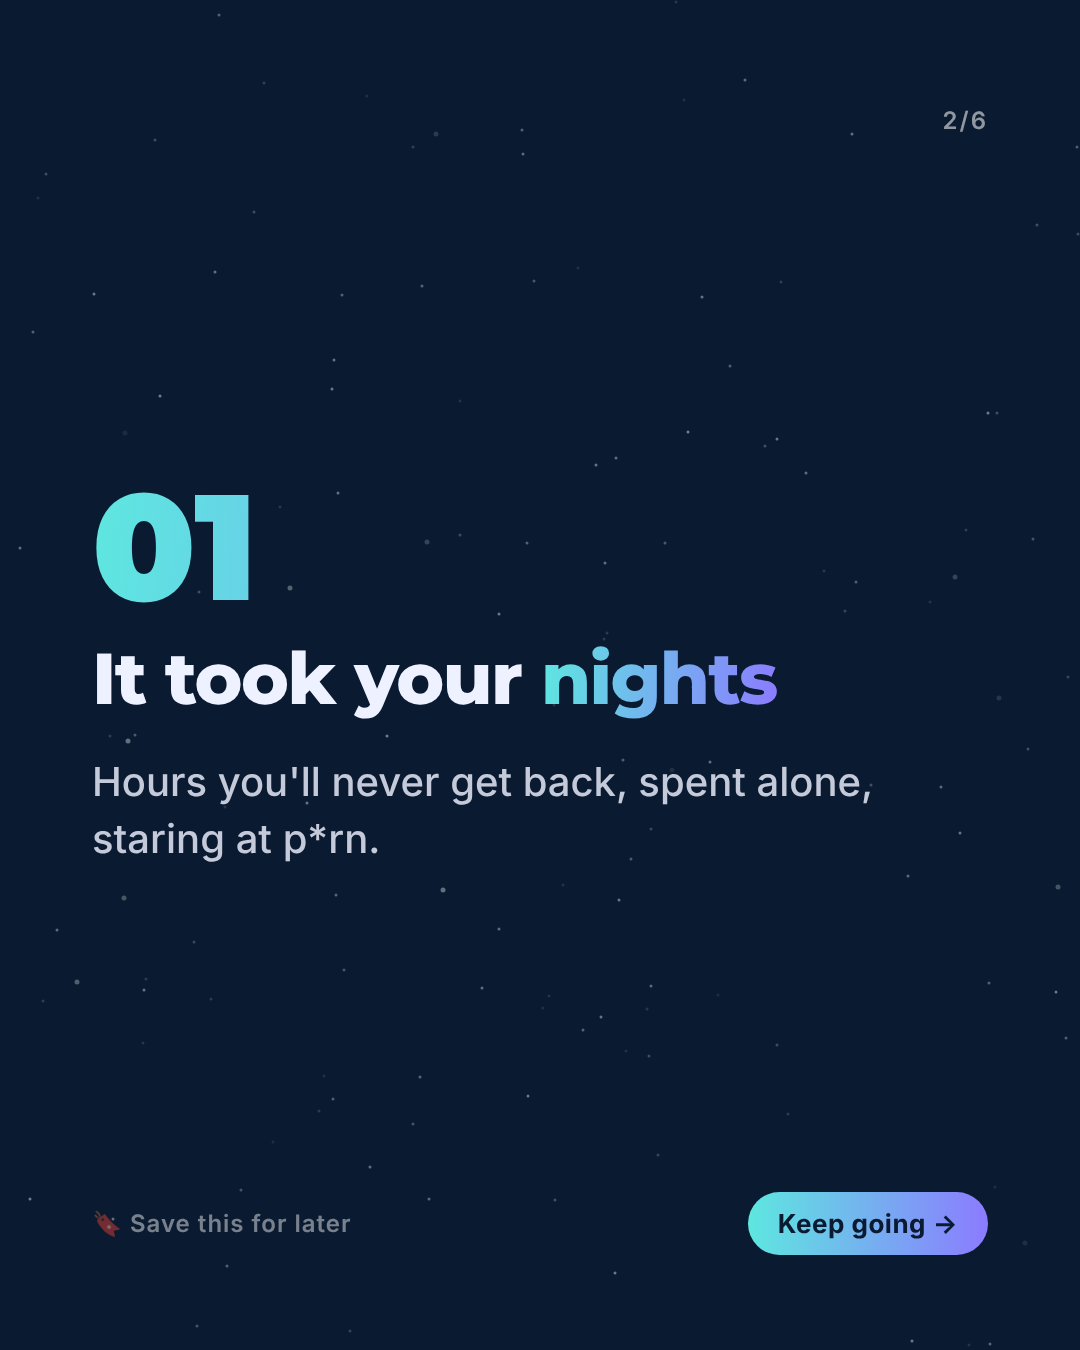 2/6
01
It took your nights
Hours you'll never get back, spent alone,
staring at p*rn.
Save this for later
Keep going →